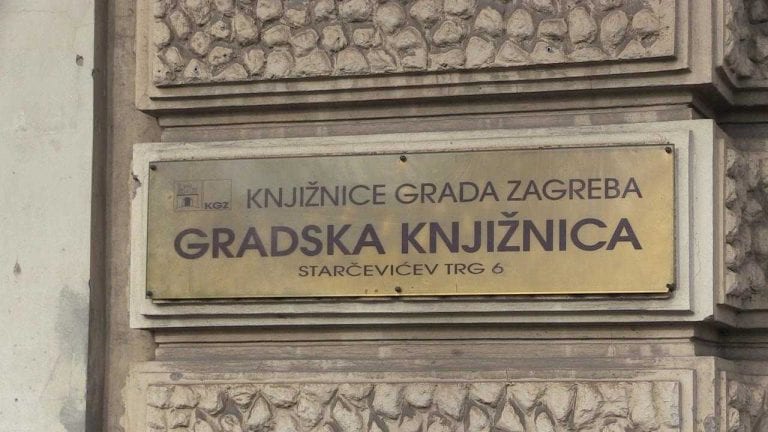 KGZ KNJIŽNICE GRADA ZAGREBA
GRADSKA KNJIŽNICA
STARČEVIĆEV TRG 6